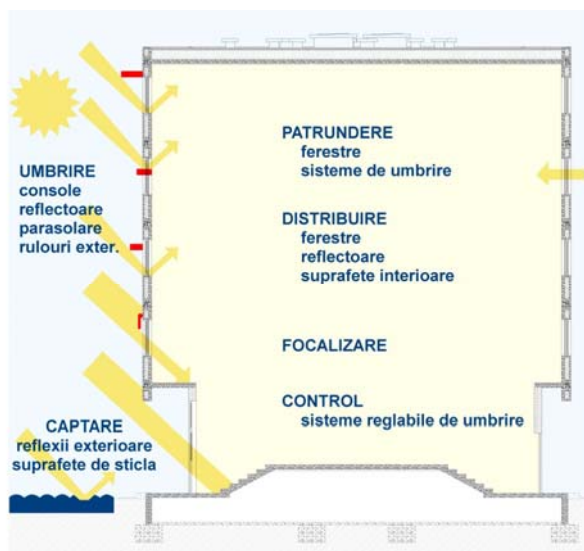 UMBRIRE
console
reflectoare
parasolare
rulouri exter.
PATRUNDERE
ferestre
sisteme de umbrire
DISTRIBUIRE
ferestre
reflectoare
suprafete interioare
FOCALIZARE
CONTROL
sisteme reglabile de umbrire
CAPTARE
reflexii exterioare
suprafete de sticla